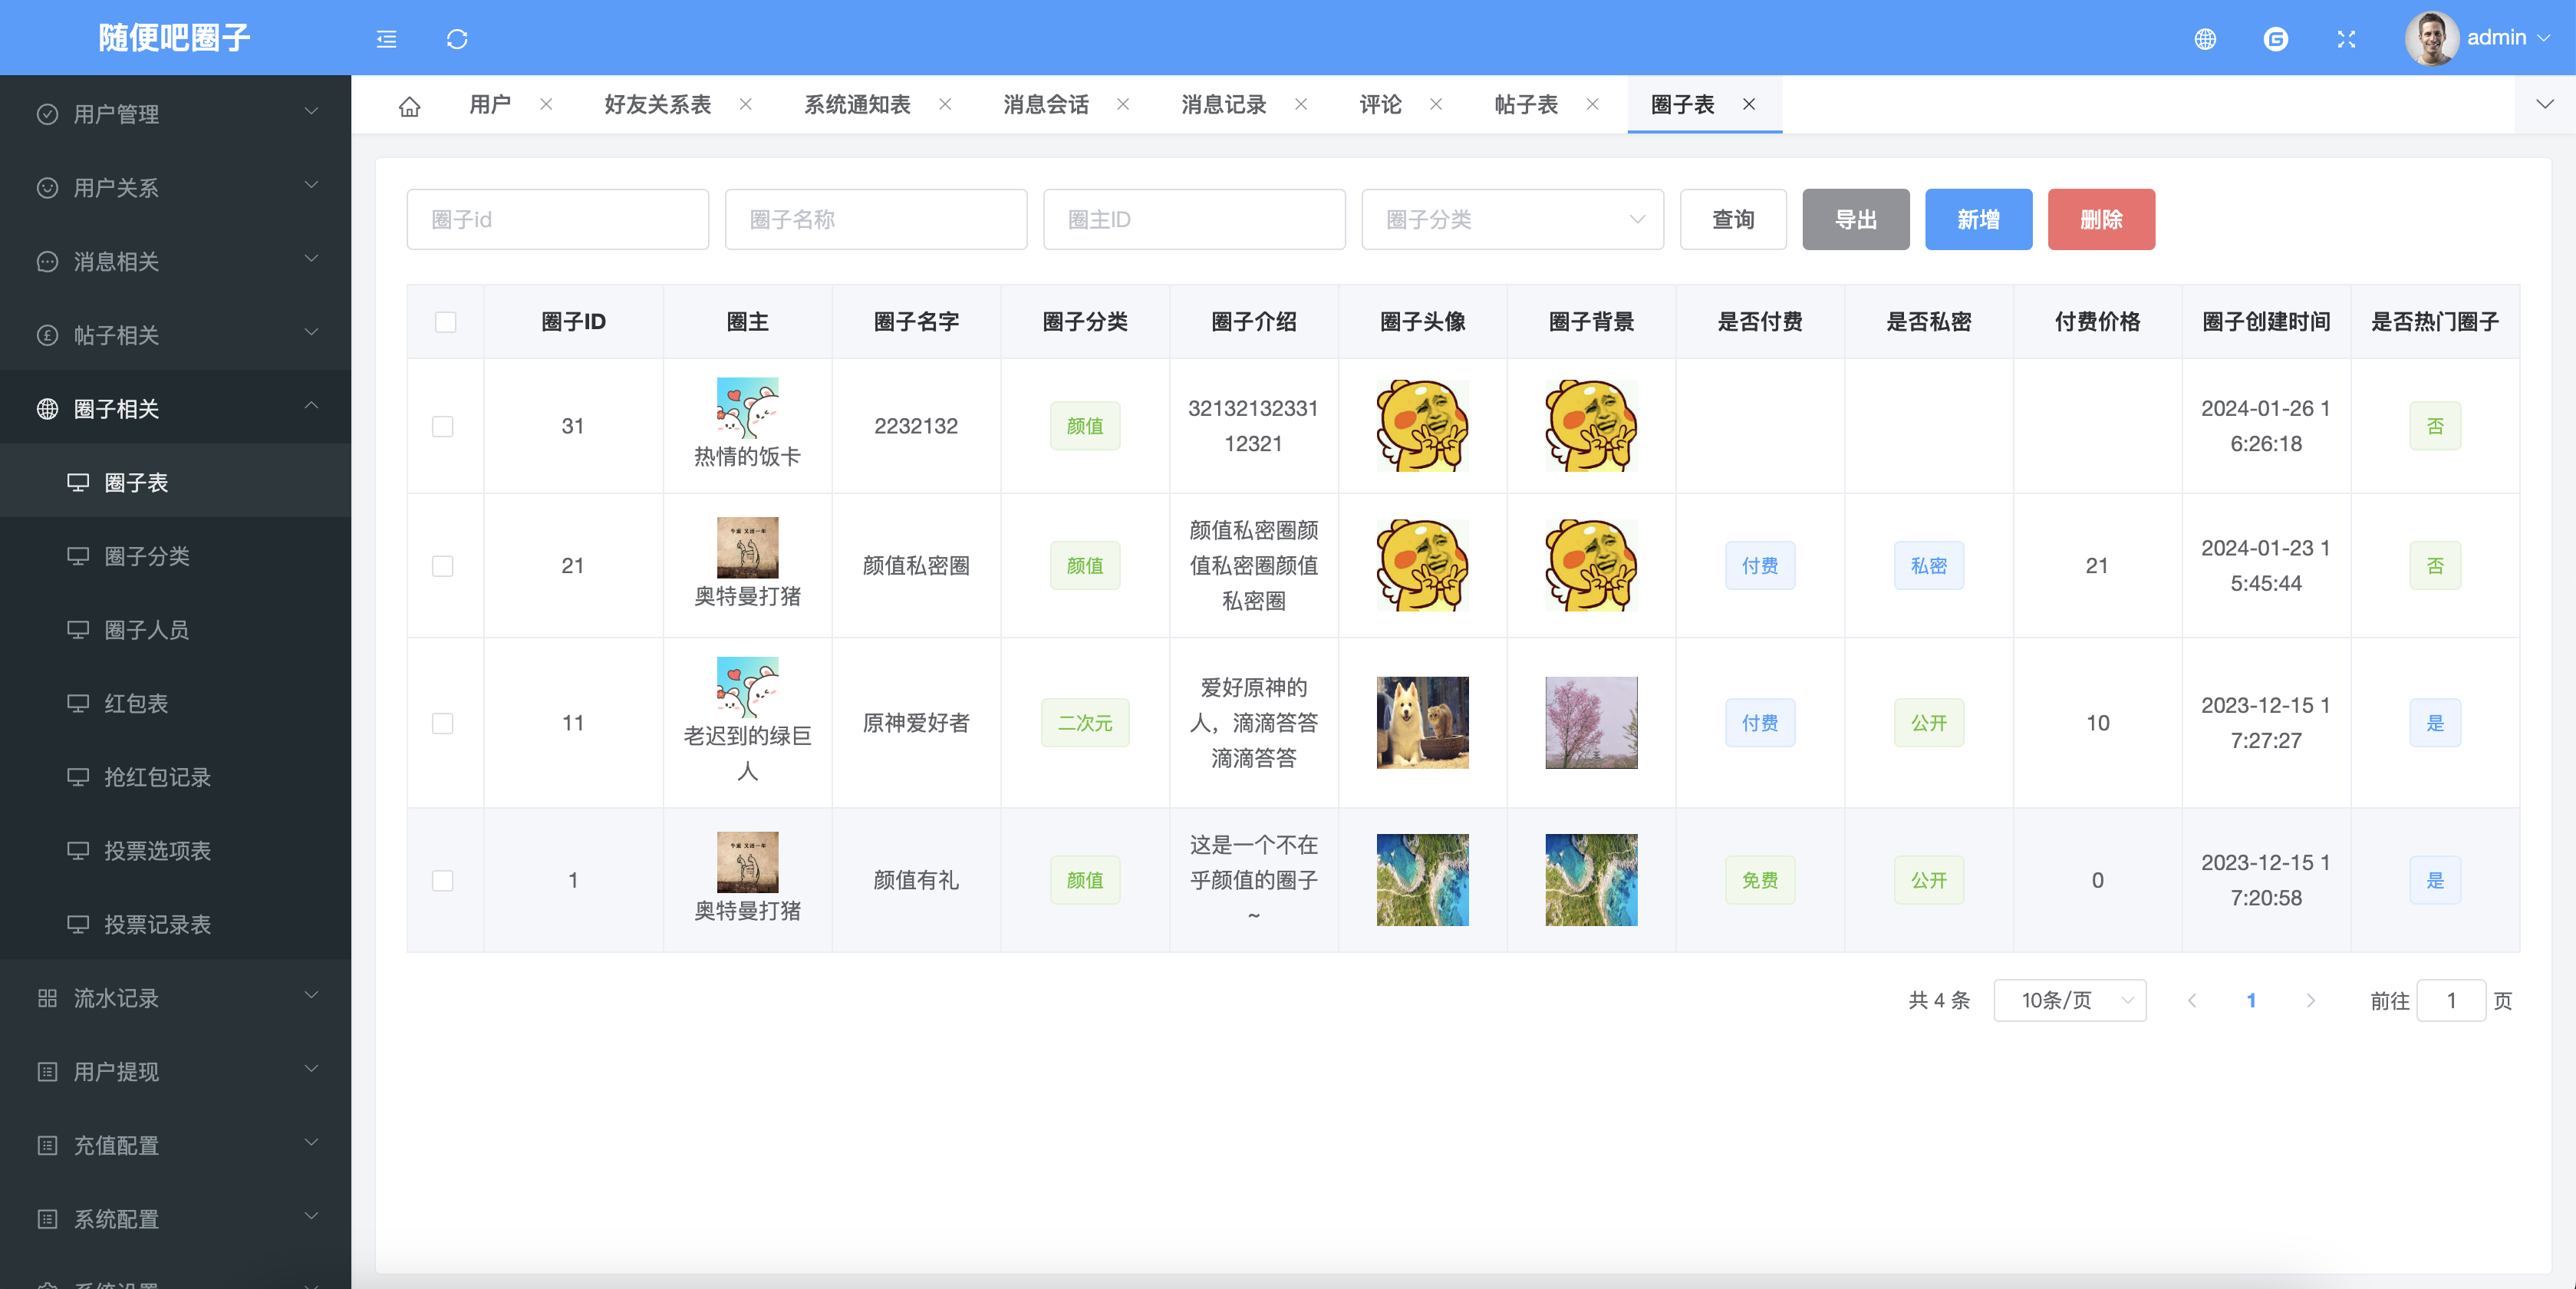 随便吧圈子
admin
用户管理
用户关系
消息相关
帖子相关
圈子相关
圈子表
圈子分类
圈子人员
红包表
抢红包记录
投票选项表
投票记录表
流水记录
用户提现
充值配置
系统配置
系统设置
用户
好友关系表
系统通知表
消息会话
消息记录
评论
帖子表
圈子表
圈子id
圈子名称
圈主ID
圈子分类
查询
导出
新增
删除
圈子ID 圈主 圈子名字 圈子分类 圈子介绍 圈子头像 圈子背景 是否付费 是否私密 付费价格 圈子创建时间 是否热门圈子
31
热情的饭卡
2232132
颜值
32132132331
12321
2024-01-26 1
6:26:18
否
21
奥特曼打猪
颜值私密圈
颜值
颜值私密圈颜
值私密圈颜值
私密圈
付费
私密
21
2024-01-23 1
5:45:44
否
11
老迟到的绿巨
人
原神爱好者
二次元
爱好原神的
人，滴滴答答
滴滴答答
付费
公开
10
2023-12-15 1
7:27:27
是
1
奥特曼打猪
颜值有礼
颜值
这是一个不在
乎颜值的圈子
~
免费
公开
0
2023-12-15 1
7:20:58
是
共 4 条
10条/页
1
前往 1 页